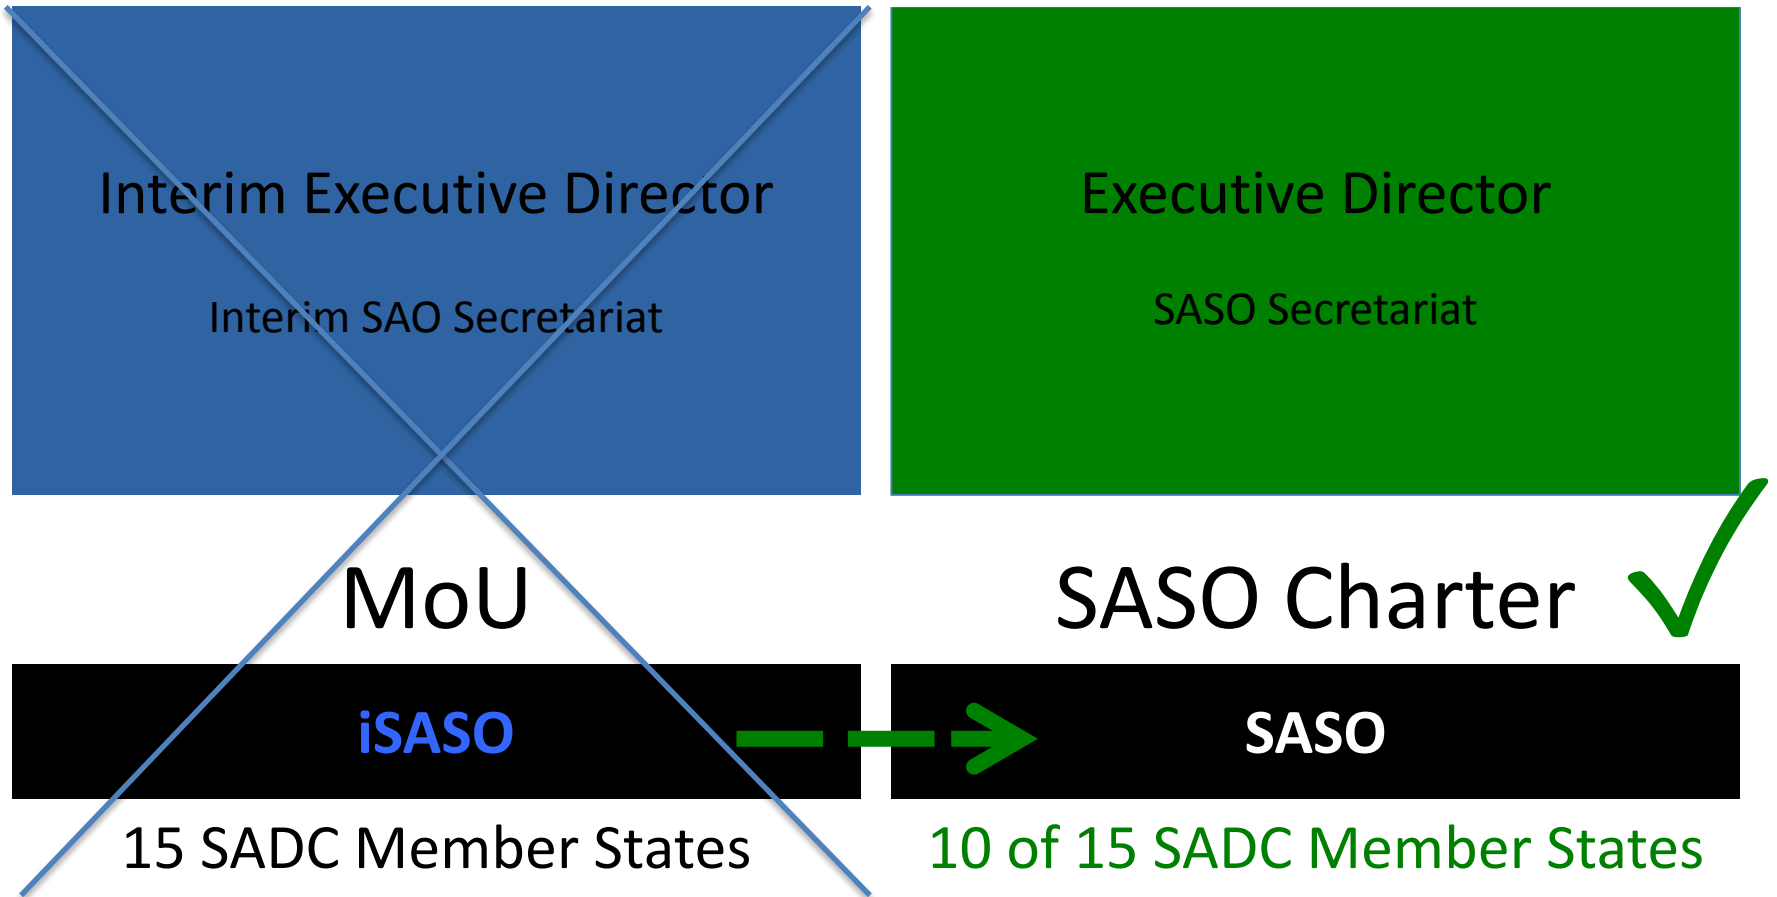 Interim Executive Director
Interim SAO Secretariat
MoU
iSASO
15 SADC Member States
Executive Director
SASO Secretariat
SASO Charter
SASO
10 of 15 SADC Member States